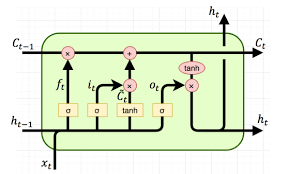 h_t
C_{t-1} × + C_t
tanh
f_t i_t × o_t ×
C̃_t
σ σ tanh σ
h_{t-1} h_t
x_t